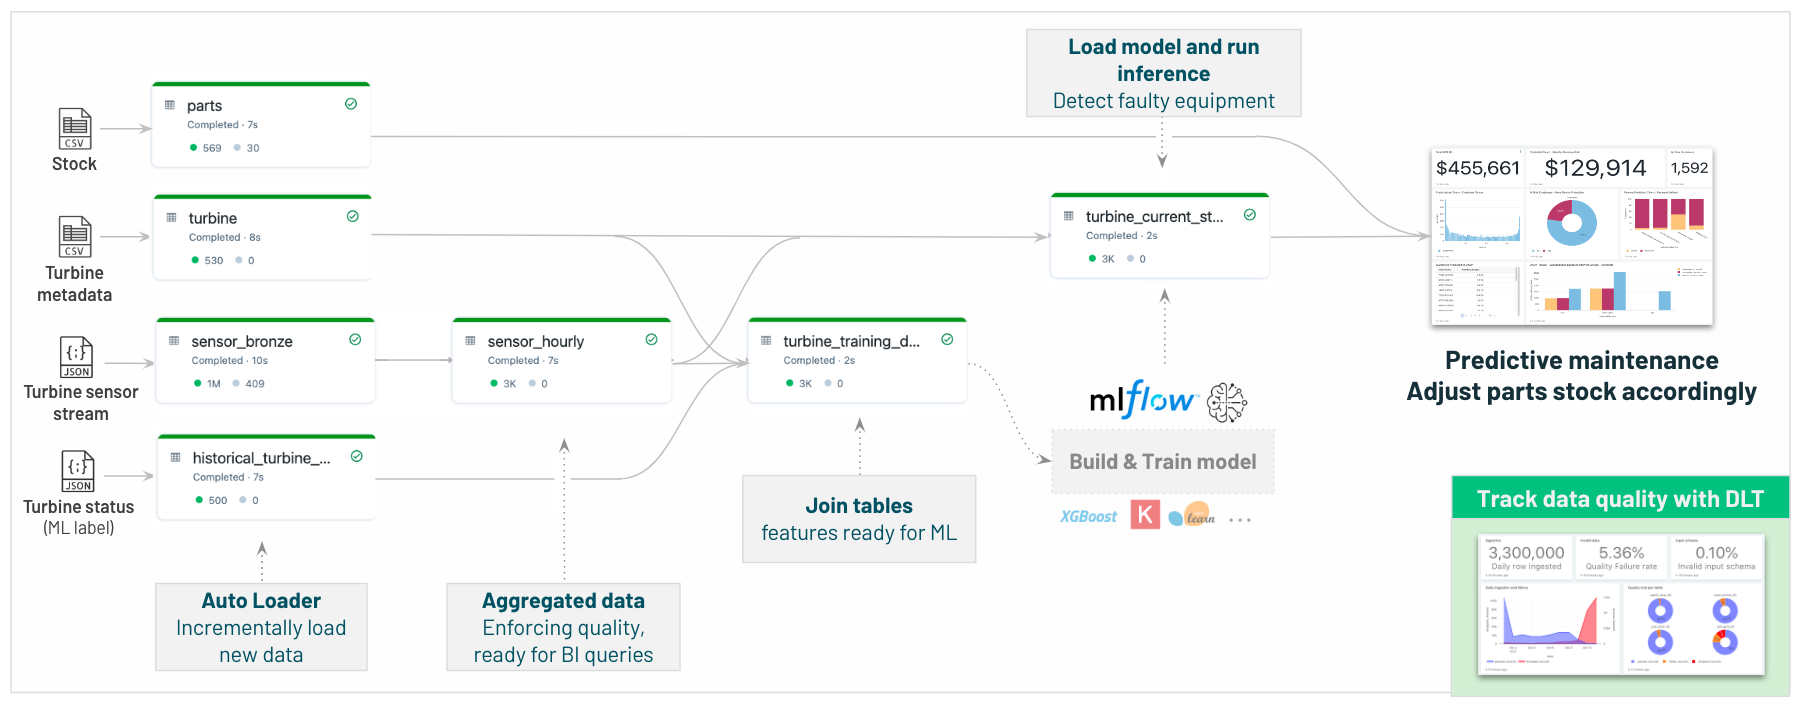 Load model and run
inference
Detect faulty equipment
parts
Completed · 7s
569 30
CSV
Stock
turbine
Completed · 8s
530 0
CSV
Turbine
metadata
turbine_current_st...
Completed · 2s
3K 0
$455,661
$129,914
1,592
Predictive maintenance
Adjust parts stock accordingly
sensor_bronze
Completed · 10s
1M 409
{;}
JSON
Turbine sensor
stream
sensor_hourly
Completed · 7s
3K 0
turbine_training_d...
Completed · 2s
3K 0
mlflow
Build & Train model
XGBoost
K
learn
...
historical_turbine_...
Completed · 7s
500 0
{;}
JSON
Turbine status
(ML label)
Auto Loader
Incrementally load
new data
Aggregated data
Enforcing quality,
ready for BI queries
Join tables
features ready for ML
Track data quality with DLT
3,300,000
Daily row ingested
5.36%
Quality Failure rate
0.10%
Invalid input schema